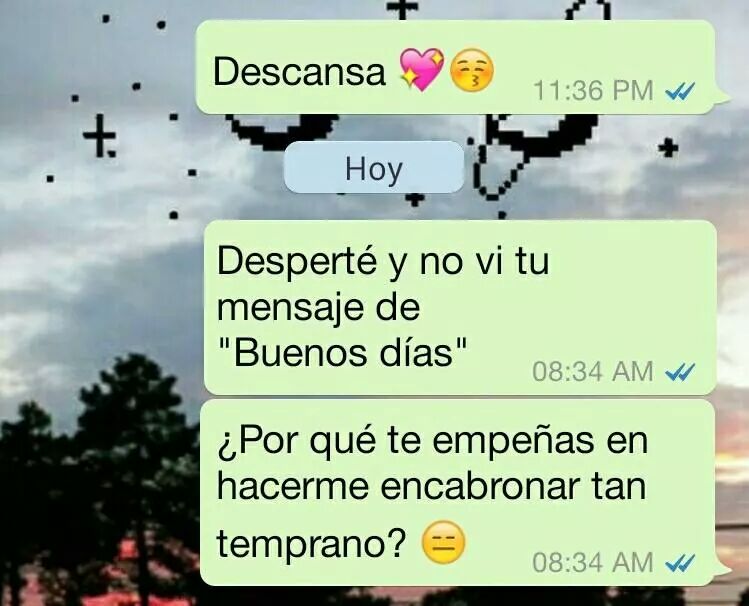 Descansa 💖😚
11:36 PM
Hoy
Desperté y no vi tu
mensaje de
"Buenos días"
08:34 AM
¿Por qué te empeñas en
hacerme encabronar tan
temprano? 😑
08:34 AM